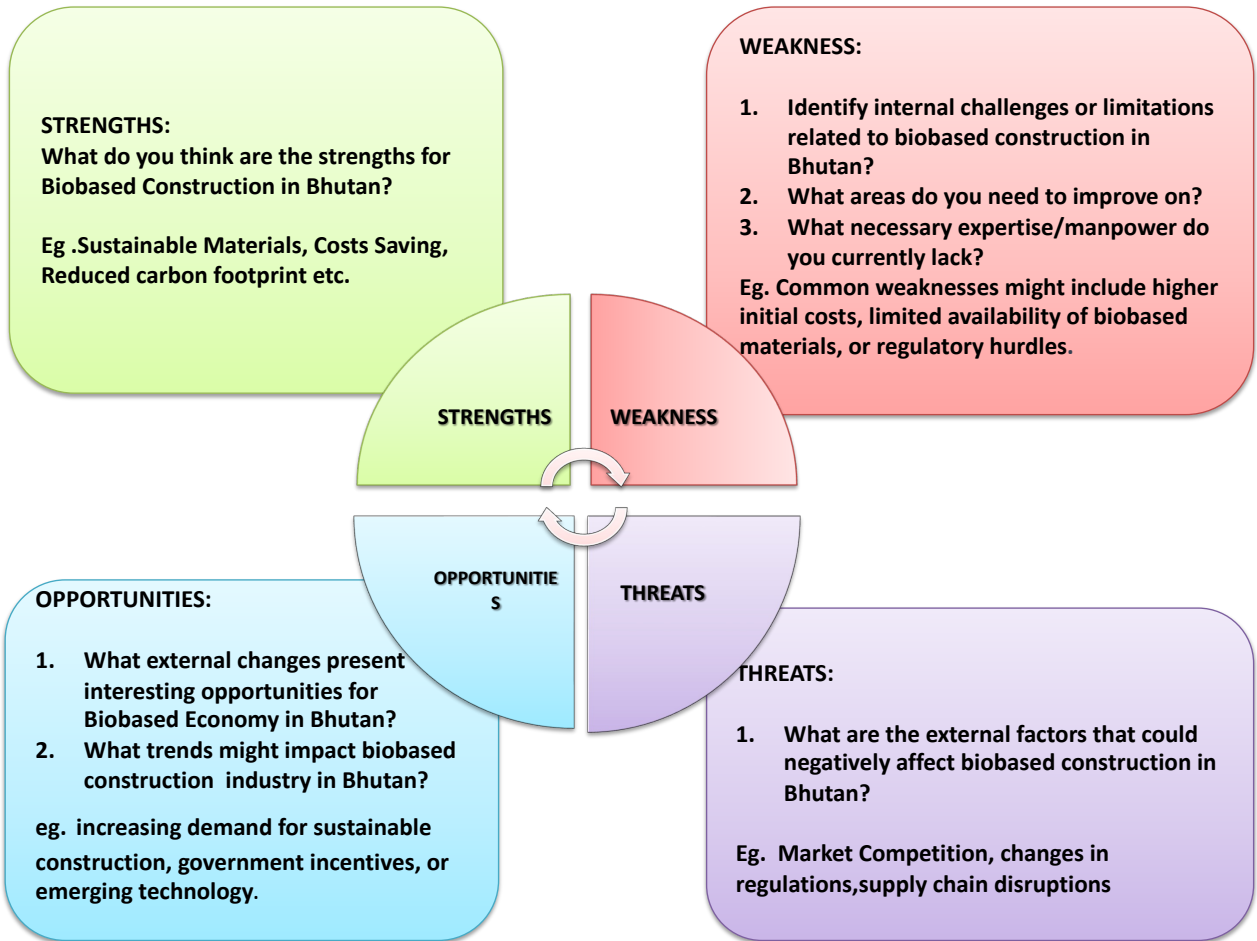 STRENGTHS:
What do you think are the strengths for
Biobased Construction in Bhutan?
Eg .Sustainable Materials, Costs Saving,
Reduced carbon footprint etc.
WEAKNESS:
1. Identify internal challenges or limitations
related to biobased construction in
Bhutan?
2. What areas do you need to improve on?
3. What necessary expertise/manpower do
you currently lack?
Eg. Common weaknesses might include higher
initial costs, limited availability of biobased
materials, or regulatory hurdles.
STRENGTHS
WEAKNESS
OPPORTUNITIE
S
THREATS
OPPORTUNITIES:
1. What external changes present
interesting opportunities for
Biobased Economy in Bhutan?
2. What trends might impact biobased
construction industry in Bhutan?
eg. increasing demand for sustainable
construction, government incentives, or
emerging technology.
THREATS:
1. What are the external factors that could
negatively affect biobased construction in
Bhutan?
Eg. Market Competition, changes in
regulations,supply chain disruptions